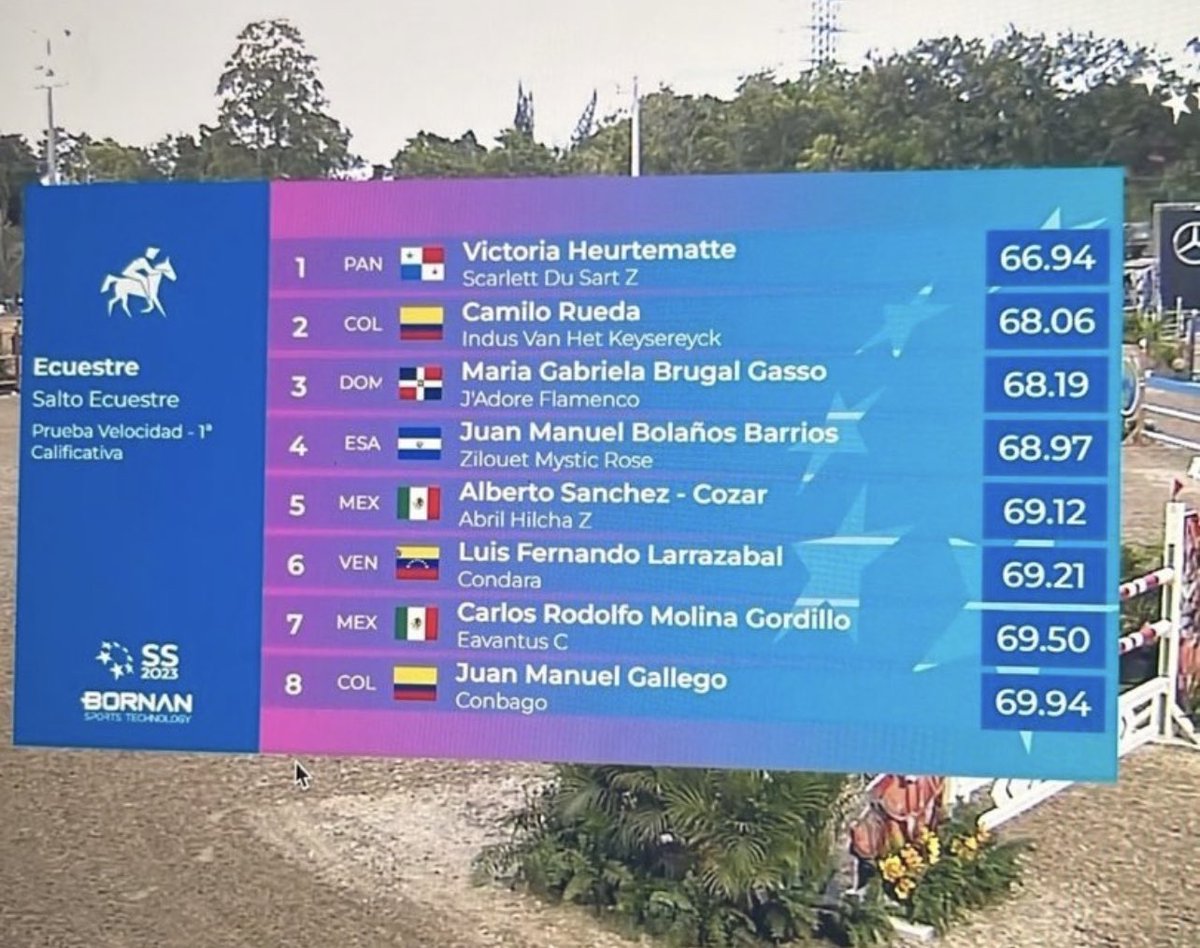 Ecuestre
Salto Ecuestre
Prueba Velocidad - 1ª
Calificativa
1 PAN Victoria Heurtematte 66.94
Scarlett Du Sart Z
2 COL Camilo Rueda 68.06
Indus Van Het Keysereyck
3 DOM Maria Gabriela Brugal Gasso 68.19
J'Adore Flamenco
4 ESA Juan Manuel Bolaños Barrios 68.97
Zilouet Mystic Rose
5 MEX Alberto Sanchez - Cozar 69.12
Abril Hilcha Z
6 VEN Luis Fernando Larrazabal 69.21
Condara
7 MEX Carlos Rodolfo Molina Gordillo 69.50
Eavantus C
8 COL Juan Manuel Gallego 69.94
Conbago
SS
2023
BORNAN
SPORTS TECHNOLOGY